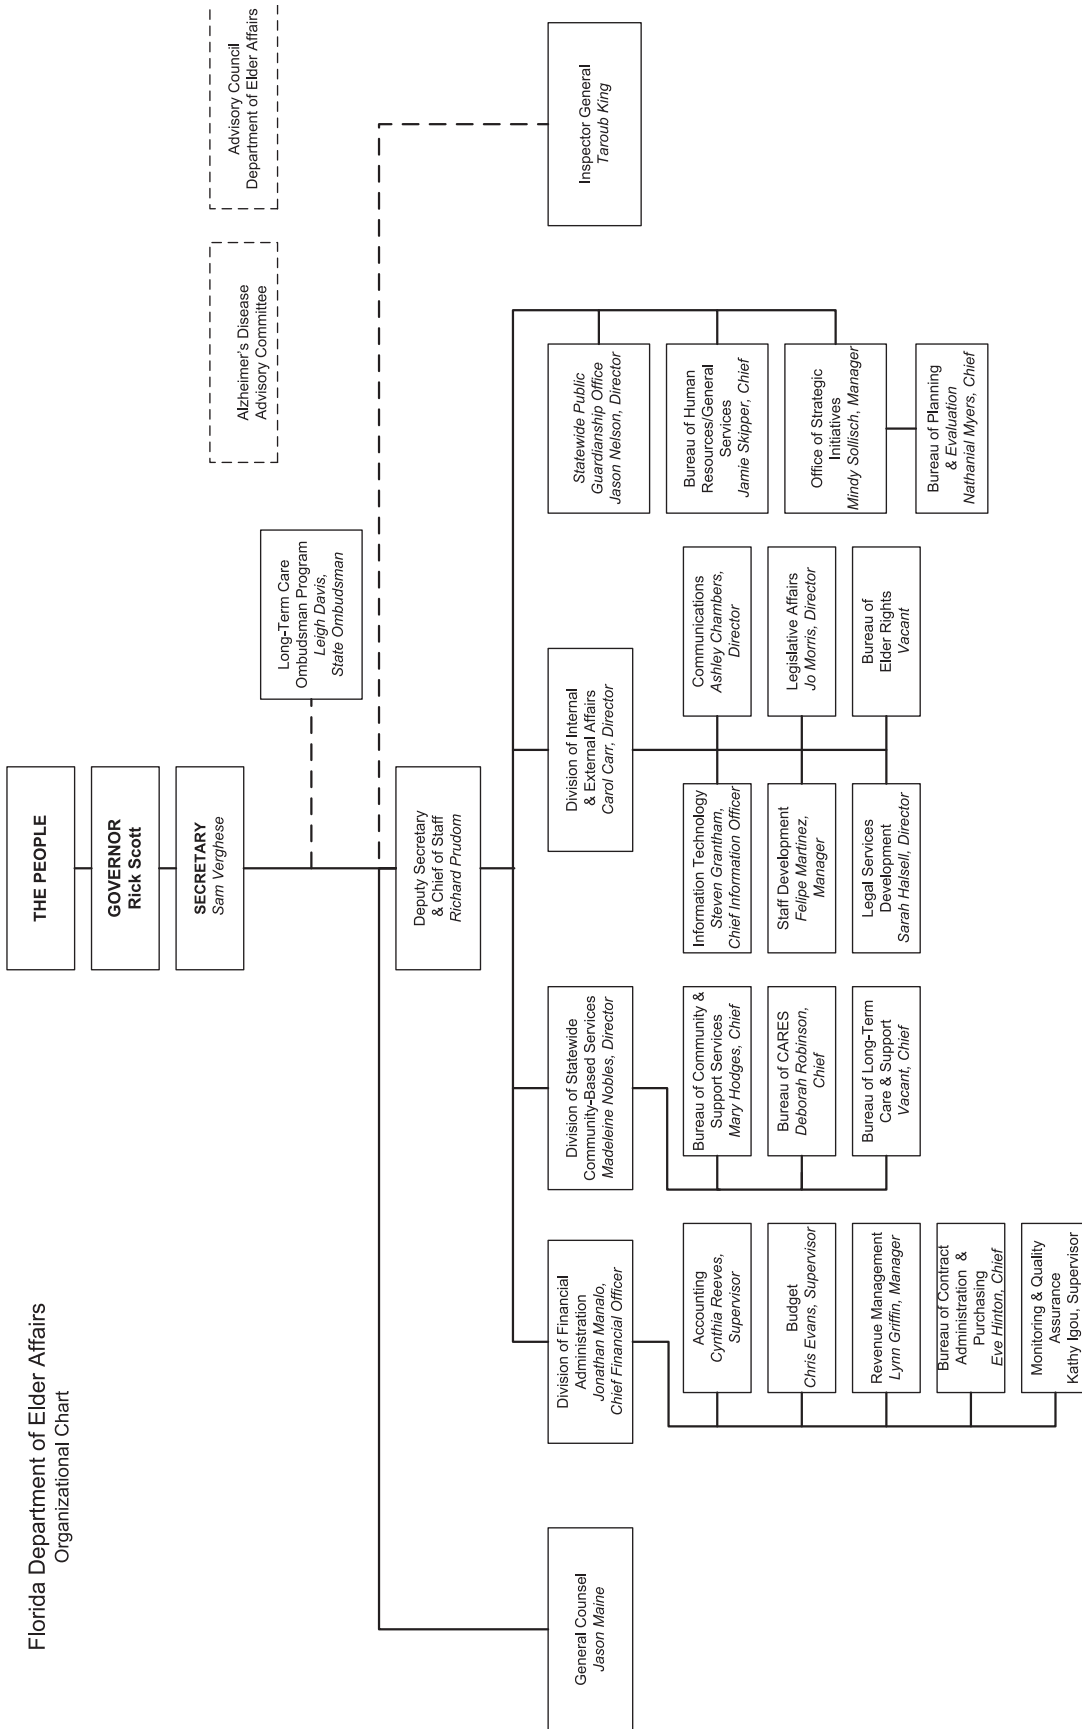 Florida Department of Elder Affairs
Organizational Chart
THE PEOPLE
GOVERNOR
Rick Scott
SECRETARY
Sam Verghese
Alzheimer's Disease
Advisory Committee
Advisory Council
Department of Elder Affairs
Long-Term Care
Ombudsman Program
Leigh Davis,
State Ombudsman
Deputy Secretary
& Chief of Staff
Richard Prudom
General Counsel
Jason Maine
Inspector General
Taroub King
Division of Financial
Administration
Jonathan Manalo,
Chief Financial Officer
Accounting
Cynthia Reeves,
Supervisor
Budget
Chris Evans, Supervisor
Revenue Management
Lynn Griffin, Manager
Bureau of Contract
Administration &
Purchasing
Eve Hinton, Chief
Monitoring & Quality
Assurance
Kathy Igou, Supervisor
Division of Statewide
Community-Based Services
Madeleine Nobles, Director
Bureau of Community &
Support Services
Mary Hodges, Chief
Bureau of CARES
Deborah Robinson,
Chief
Bureau of Long-Term
Care & Support
Vacant, Chief
Division of Internal
& External Affairs
Carol Carr, Director
Information Technology
Steven Grantham,
Chief Information Officer
Communications
Ashley Chambers,
Director
Staff Development
Felipe Martinez,
Manager
Legislative Affairs
Jo Morris, Director
Legal Services
Development
Sarah Halsell, Director
Bureau of
Elder Rights
Vacant
Statewide Public
Guardianship Office
Jason Nelson, Director
Bureau of Human
Resources/General
Services
Jamie Skipper, Chief
Office of Strategic
Initiatives
Mindy Sollisch, Manager
Bureau of Planning
& Evaluation
Nathanial Myers, Chief